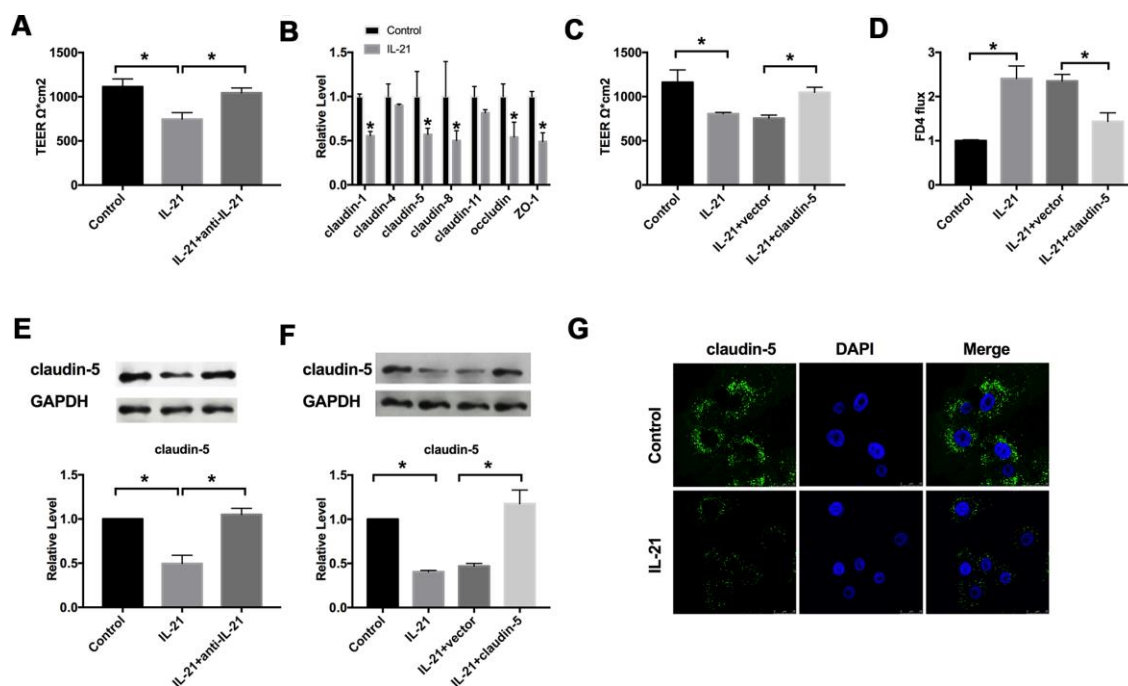 A
1500
1000
500
0
TEER Ω*cm2
* *
Control
IL-21
IL-21+anti-IL-21
B
Control
IL-21
1.5
1.0
0.5
0.0
Relative Level
* * * * *
claudin-1
claudin-4
claudin-5
claudin-8
claudin-11
occludin
ZO-1
C
1500
1000
500
0
TEER Ω*cm2
* *
Control
IL-21
IL-21+vector
IL-21+claudin-5
D
3
2
1
0
FD4 flux
* *
Control
IL-21
IL-21+vector
IL-21+claudin-5
E
claudin-5
GAPDH
claudin-5
1.5
1.0
0.5
0.0
Relative Level
* *
Control
IL-21
IL-21+anti-IL-21
F
claudin-5
GAPDH
claudin-5
1.5
1.0
0.5
0.0
Relative Level
* *
Control
IL-21
IL-21+vector
IL-21+claudin-5
G
claudin-5 DAPI Merge
Control
IL-21